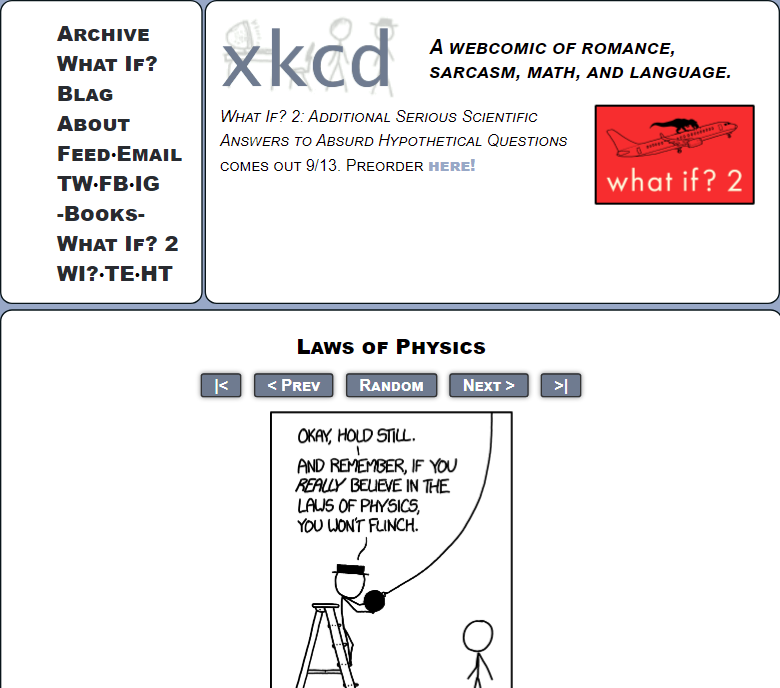 Archive
What If?
Blag
About
Feed·Email
TW·FB·IG
-Books-
What If? 2
WI?·TE·HT
xkcd
A webcomic of romance,
sarcasm, math, and language.
What If? 2: Additional Serious Scientific
Answers to Absurd Hypothetical Questions
comes out 9/13. Preorder here!
what if? 2
Laws of Physics
|<
< Prev
Random
Next >
>|
OKAY, HOLD STILL.
AND REMEMBER, IF YOU
REALLY BELIEVE IN THE
LAWS OF PHYSICS,
YOU WON'T FLINCH.